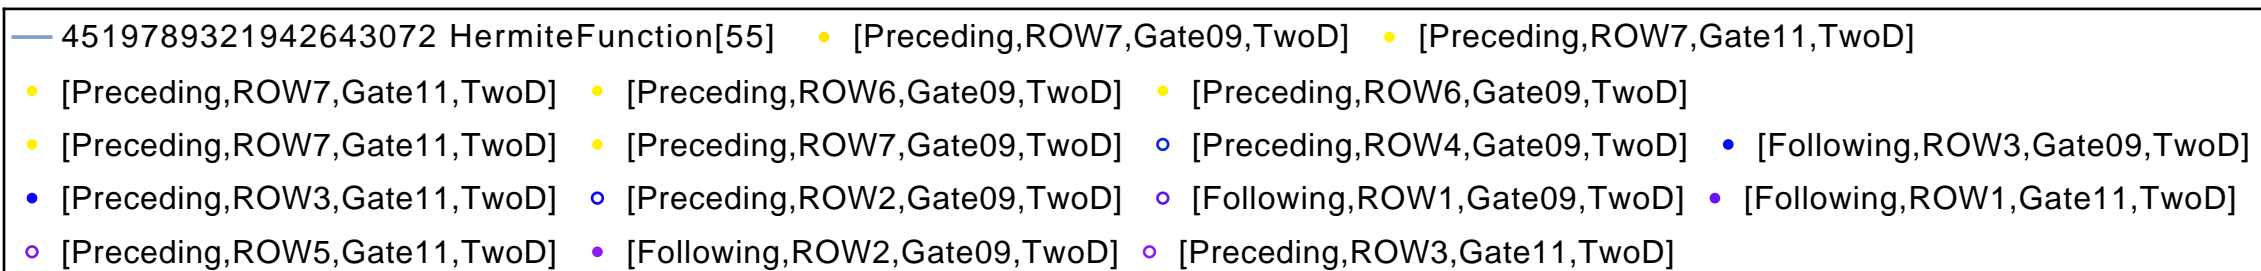 4519789321942643072 HermiteFunction[55] [Preceding,ROW7,Gate09,TwoD] [Preceding,ROW7,Gate11,TwoD]
[Preceding,ROW7,Gate11,TwoD] [Preceding,ROW6,Gate09,TwoD] [Preceding,ROW6,Gate09,TwoD]
[Preceding,ROW7,Gate11,TwoD] [Preceding,ROW7,Gate09,TwoD] [Preceding,ROW4,Gate09,TwoD] [Following,ROW3,Gate09,TwoD]
[Preceding,ROW3,Gate11,TwoD] [Preceding,ROW2,Gate09,TwoD] [Following,ROW1,Gate09,TwoD] [Following,ROW1,Gate11,TwoD]
[Preceding,ROW5,Gate11,TwoD] [Following,ROW2,Gate09,TwoD] [Preceding,ROW3,Gate11,TwoD]